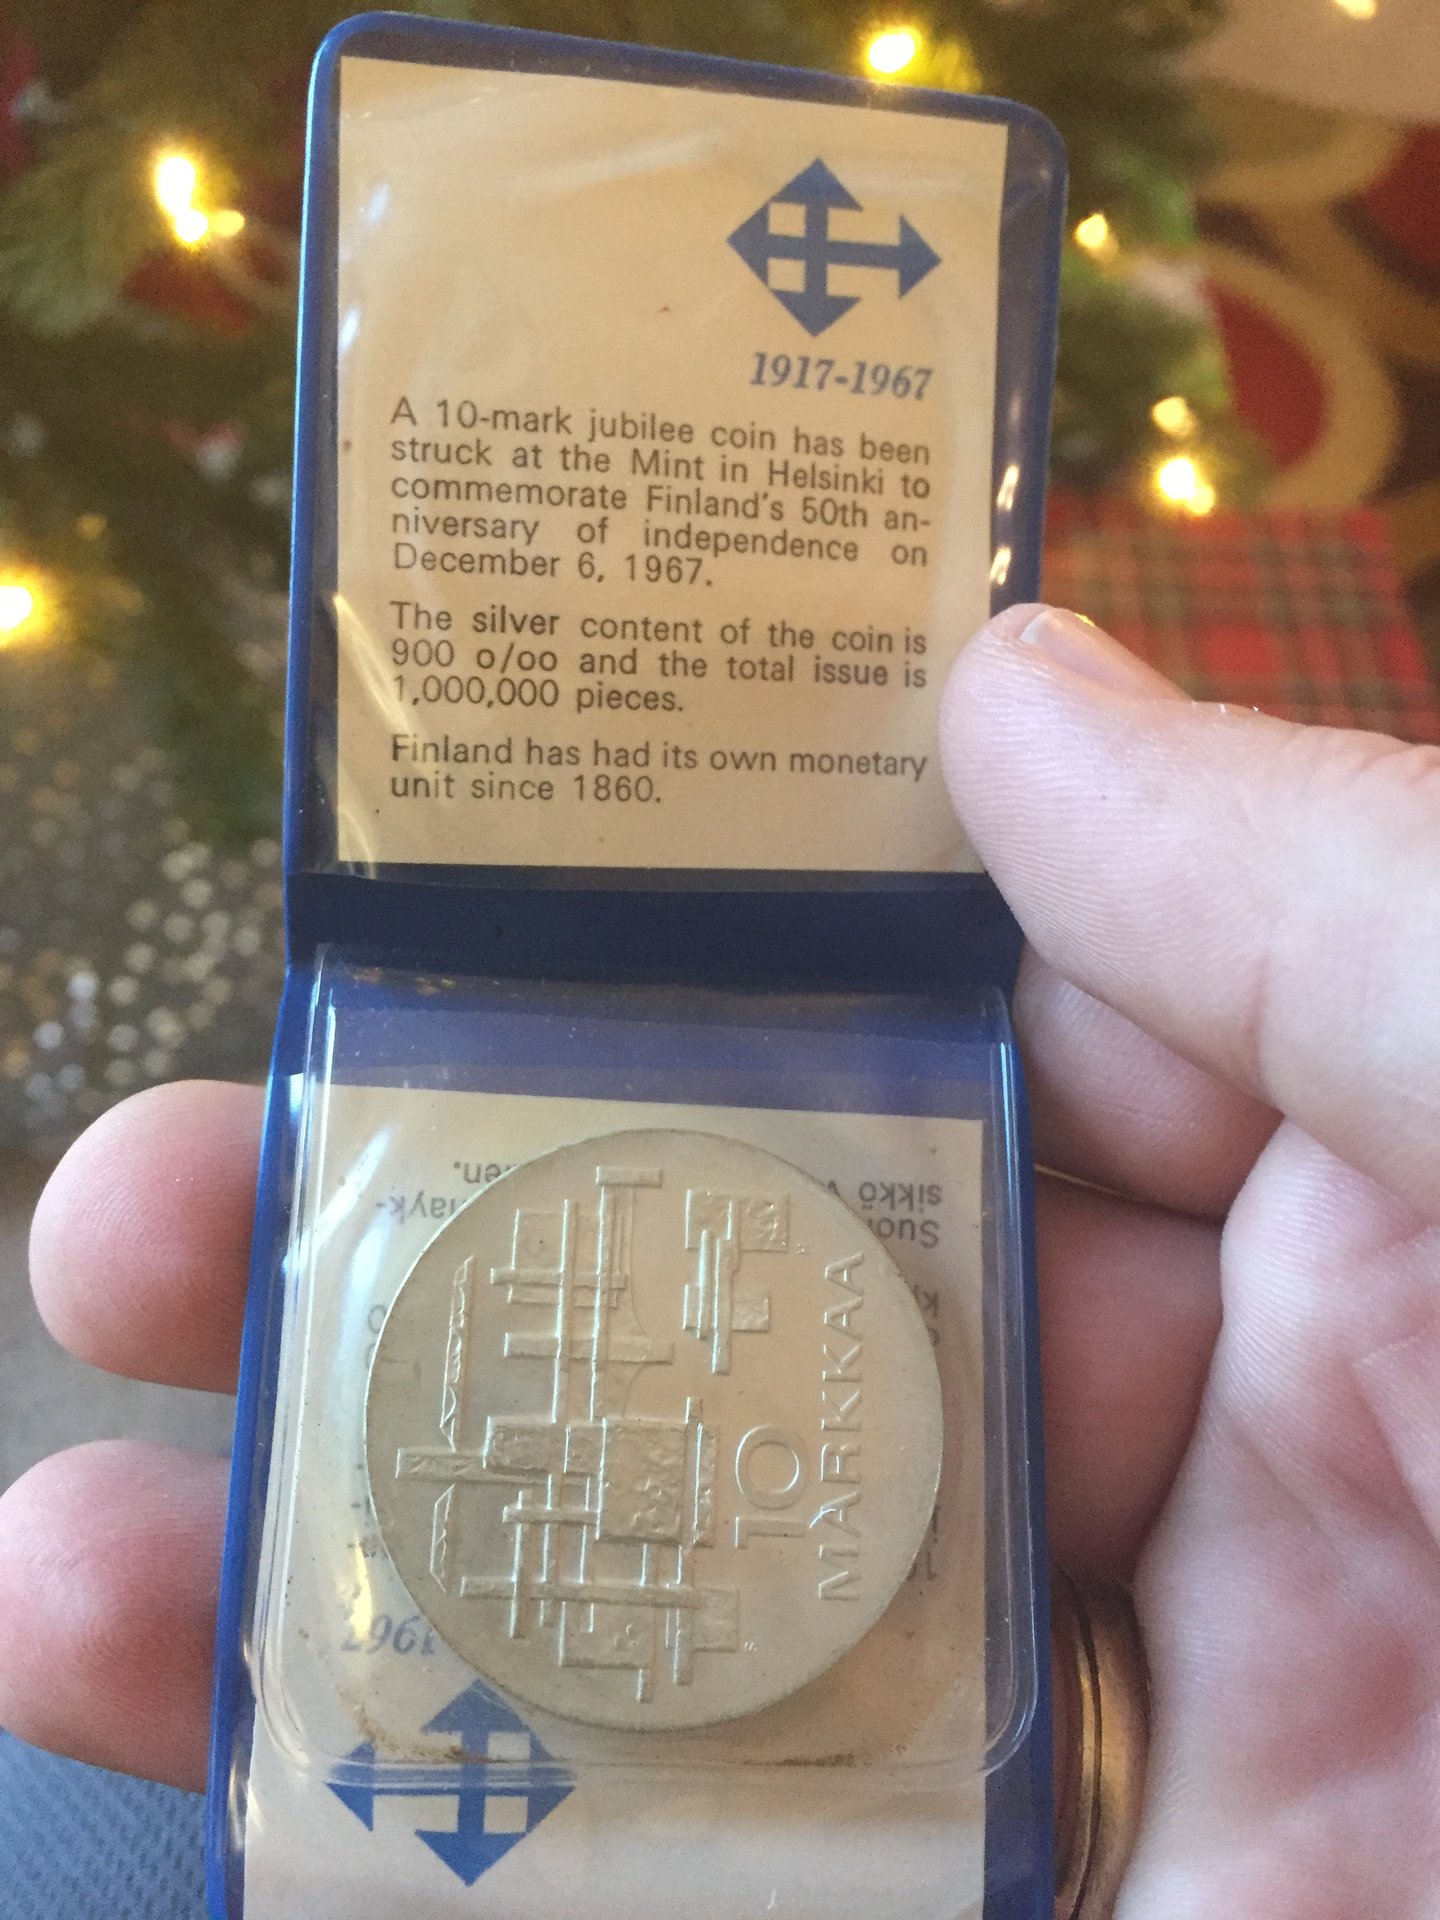 1917-1967
A 10-mark jubilee coin has been
struck at the Mint in Helsinki to
commemorate Finland's 50th an-
niversary of independence on
December 6, 1967.
The silver content of the coin is
900 o/oo and the total issue is
1,000,000 pieces.
Finland has had its own monetary
unit since 1860.
10
MARKKAA
sikkö